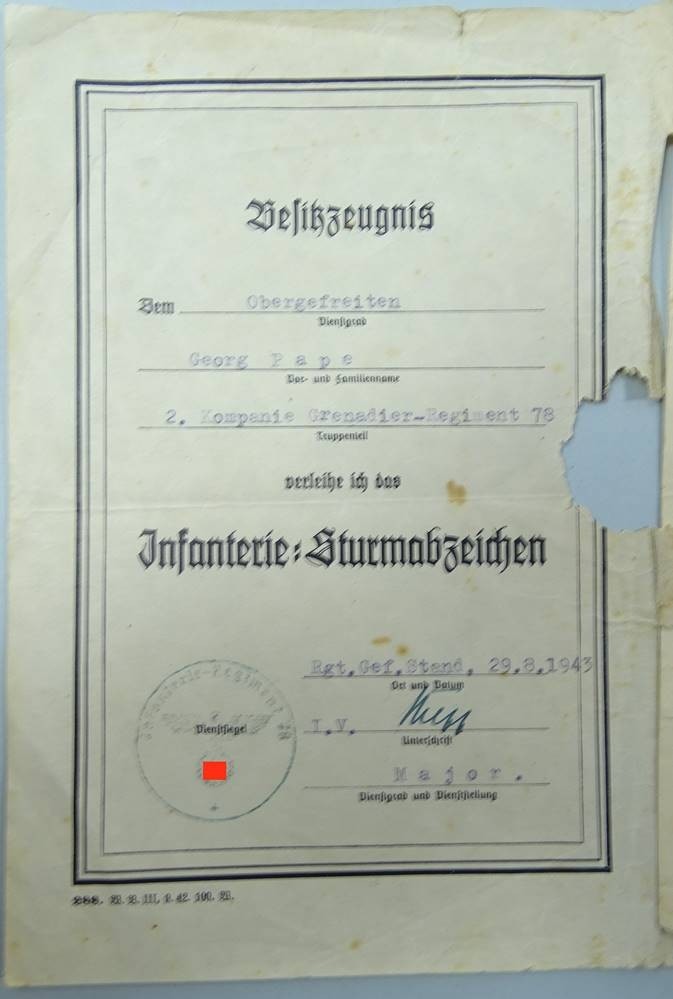 Besitzzeugnis
Dem Obergefreiten
Dienstgrad
Georg Pape
Vor- und Familienname
2. Kompanie Grenadier-Regiment 78
Truppenteil
verleihe ich das
Infanterie-Sturmabzeichen
Rgt.Gef.Stand, 29.8.1943
Ort und Datum
I.V.
Unterschrift
Major.
Dienstgrad und Dienststellung
Dienstsiegel